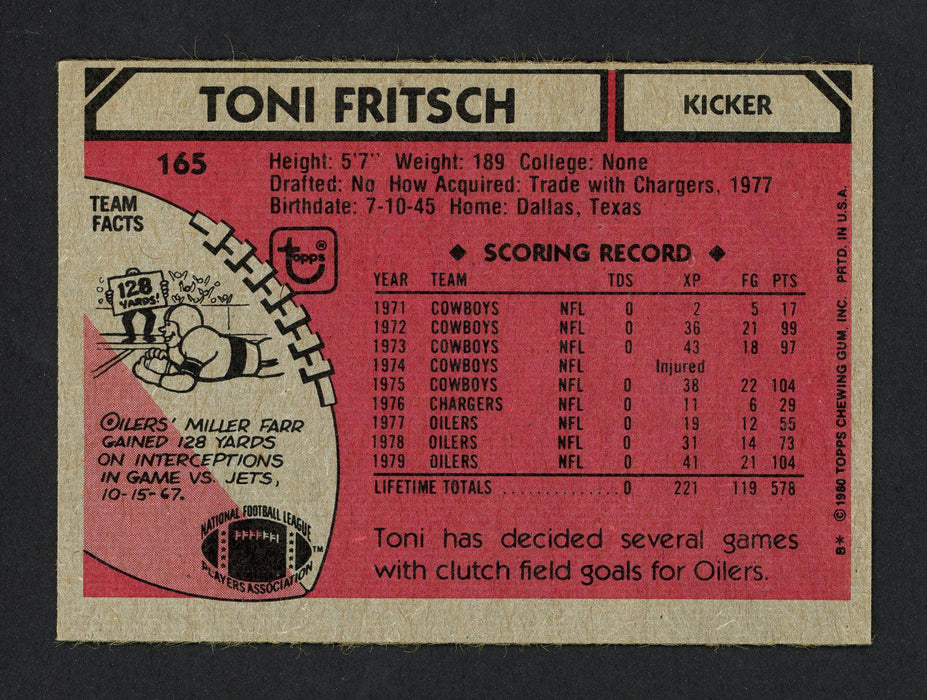 TONI FRITSCH
KICKER
165
Height: 5'7" Weight: 189 College: None
Drafted: No How Acquired: Trade with Chargers, 1977
Birthdate: 7-10-45 Home: Dallas, Texas
TEAM
FACTS
128
YARDS!
topps®
◆ SCORING RECORD ◆
YEAR TEAM TDS XP FG PTS
1971 COWBOYS NFL 0 2 5 17
1972 COWBOYS NFL 0 36 21 99
1973 COWBOYS NFL 0 43 18 97
1974 COWBOYS NFL Injured
1975 COWBOYS NFL 0 38 22 104
1976 CHARGERS NFL 0 11 6 29
1977 OILERS NFL 0 19 12 55
1978 OILERS NFL 0 31 14 73
1979 OILERS NFL 0 41 21 104
LIFETIME TOTALS ............. 0 221 119 578
OILERS' MILLER FARR
GAINED 128 YARDS
ON INTERCEPTIONS
IN GAME VS. JETS,
10-15-67.
NATIONAL FOOTBALL LEAGUE
PLAYERS ASSOCIATION
™
Toni has decided several games
with clutch field goals for Oilers.
B* © 1980 TOPPS CHEWING GUM, INC. PRTD. IN U.S.A.